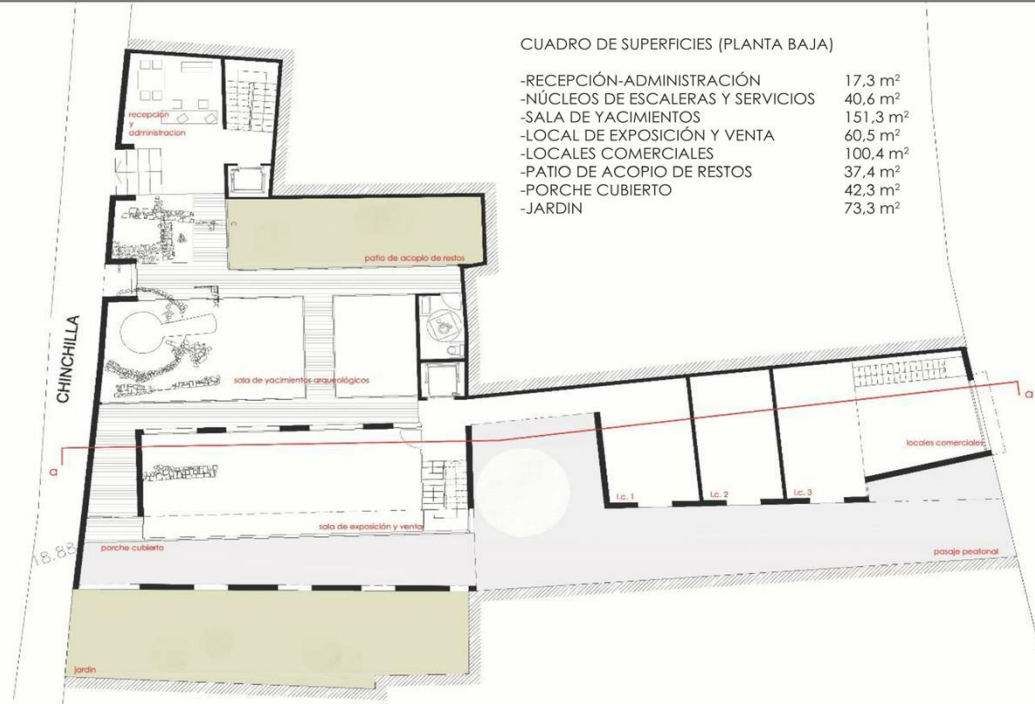 CUADRO DE SUPERFICIES (PLANTA BAJA)
-RECEPCIÓN-ADMINISTRACIÓN 17,3 m²
-NÚCLEOS DE ESCALERAS Y SERVICIOS 40,6 m²
-SALA DE YACIMIENTOS 151,3 m²
-LOCAL DE EXPOSICIÓN Y VENTA 60,5 m²
-LOCALES COMERCIALES 100,4 m²
-PATIO DE ACOPIO DE RESTOS 37,4 m²
-PORCHE CUBIERTO 42,3 m²
-JARDIN 73,3 m²
recepción
y
administracion
patio de acopio de restos
CHINCHILLA
sala de yacimientos arqueológicos
a
a
locales comerciales
l.c. 1
l.c. 2
l.c. 3
sala de exposición y venta
porche cubierto
pasaje peatonal
18.88
jardin